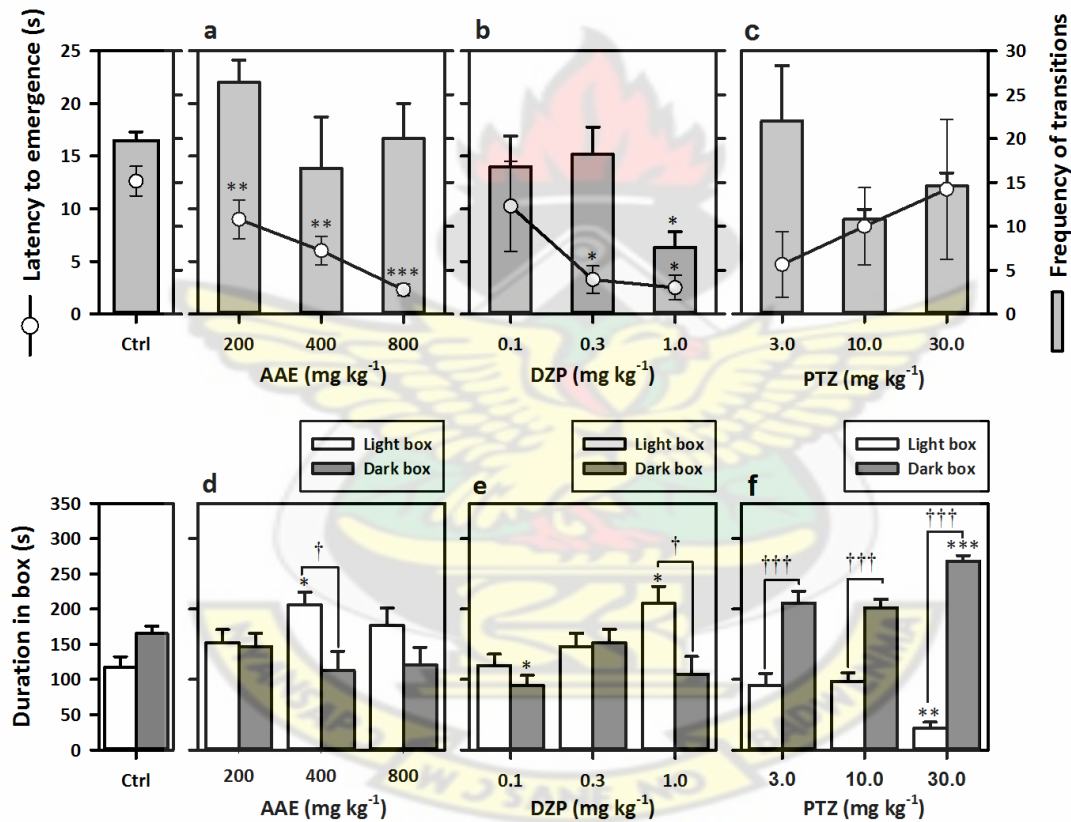 a b c
Latency to emergence (s)
25
20
15
10
5
0
**
**
***
*
*
*
30
25
20
15
10
5
0
Frequency of transitions
Ctrl 200 400 800 0.1 0.3 1.0 3.0 10.0 30.0
AAE (mg kg⁻¹) DZP (mg kg⁻¹) PTZ (mg kg⁻¹)
Light box Light box Light box
Dark box Dark box Dark box
d e f
Duration in box (s)
350
300
250
200
150
100
50
0
†
*
*
†
*
†††
†††
†††
***
**
Ctrl 200 400 800 0.1 0.3 1.0 3.0 10.0 30.0
AAE (mg kg⁻¹) DZP (mg kg⁻¹) PTZ (mg kg⁻¹)
NYANSAPO
W J SANE NO
BADWENMA